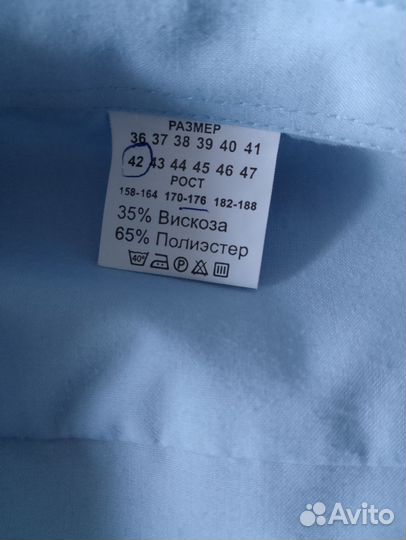 РАЗМЕР
36 37 38 39 40 41
42 43 44 45 46 47
РОСТ
158-164 170-176 182-188
35% Вискоза
65% Полиэстер
40°
P
Avito